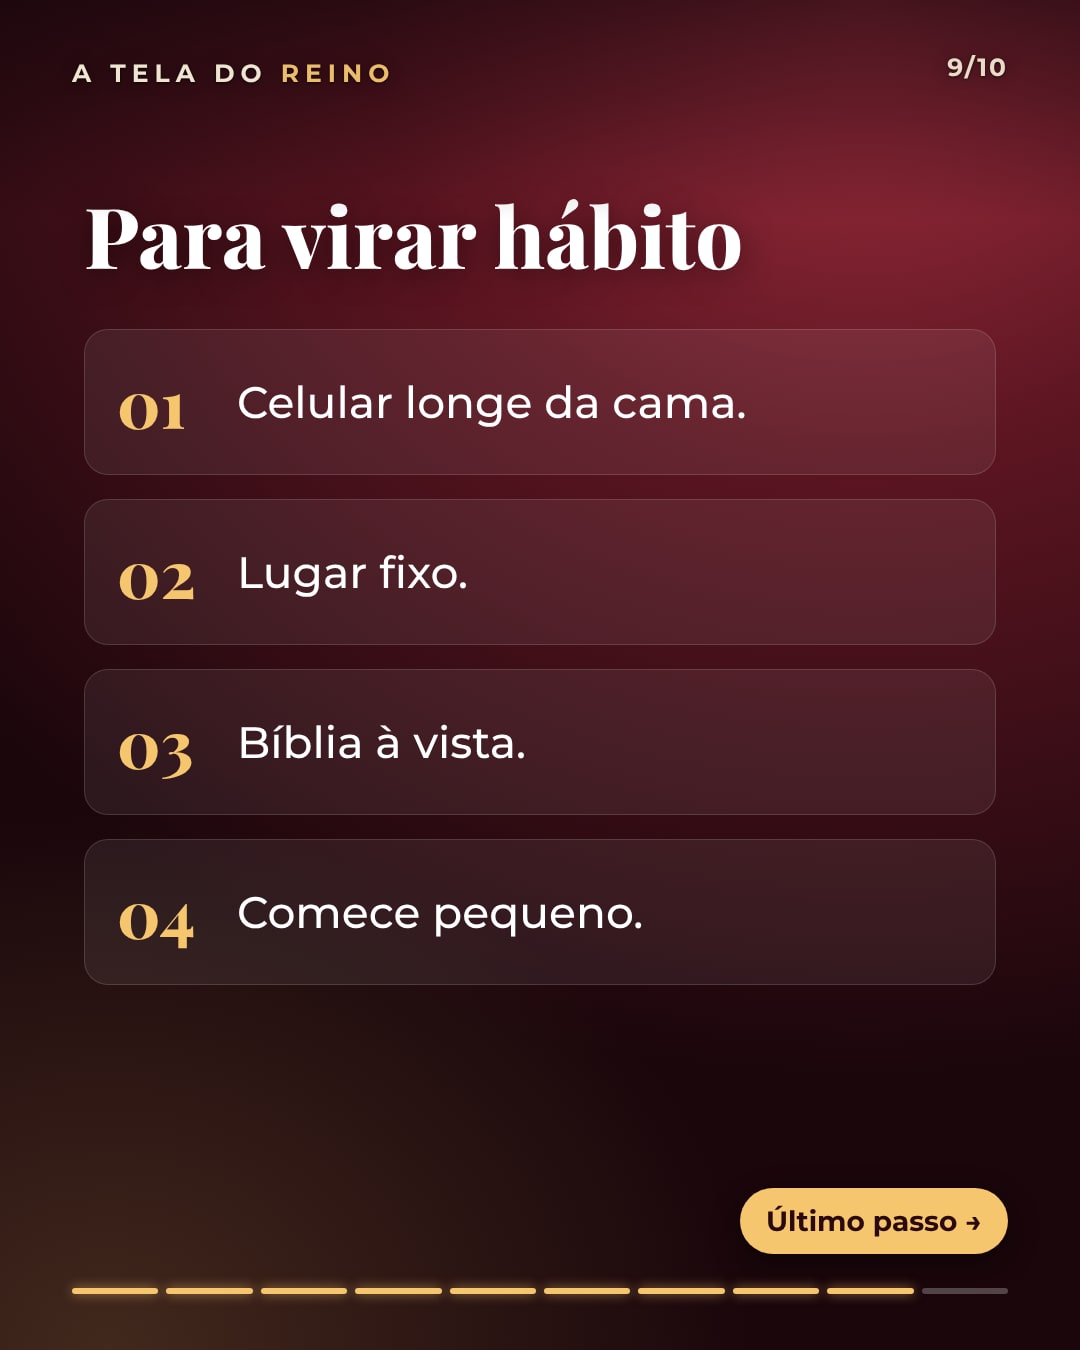 A TELA DO REINO
9/10
Para virar hábito
01 Celular longe da cama.
02 Lugar fixo.
03 Bíblia à vista.
04 Comece pequeno.
Último passo →